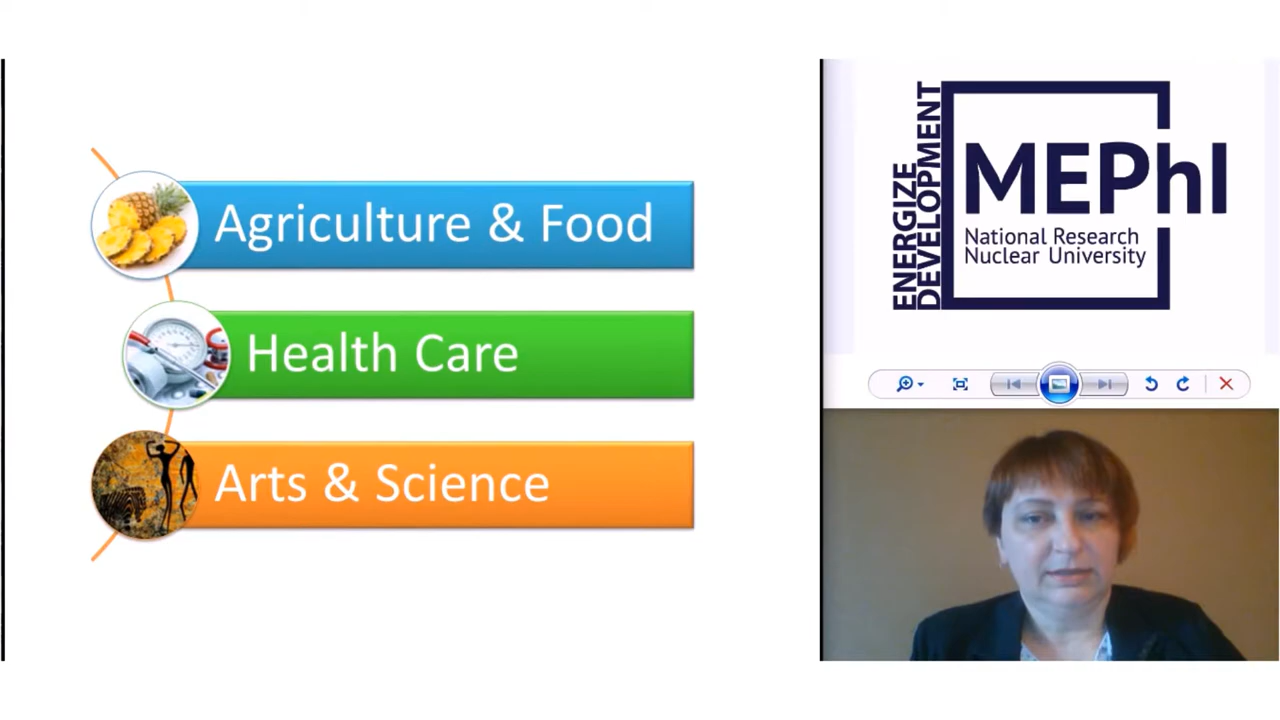 Agriculture & Food
Health Care
Arts & Science
ENERGIZE
DEVELOPMENT
MEPhI
National Research
Nuclear University